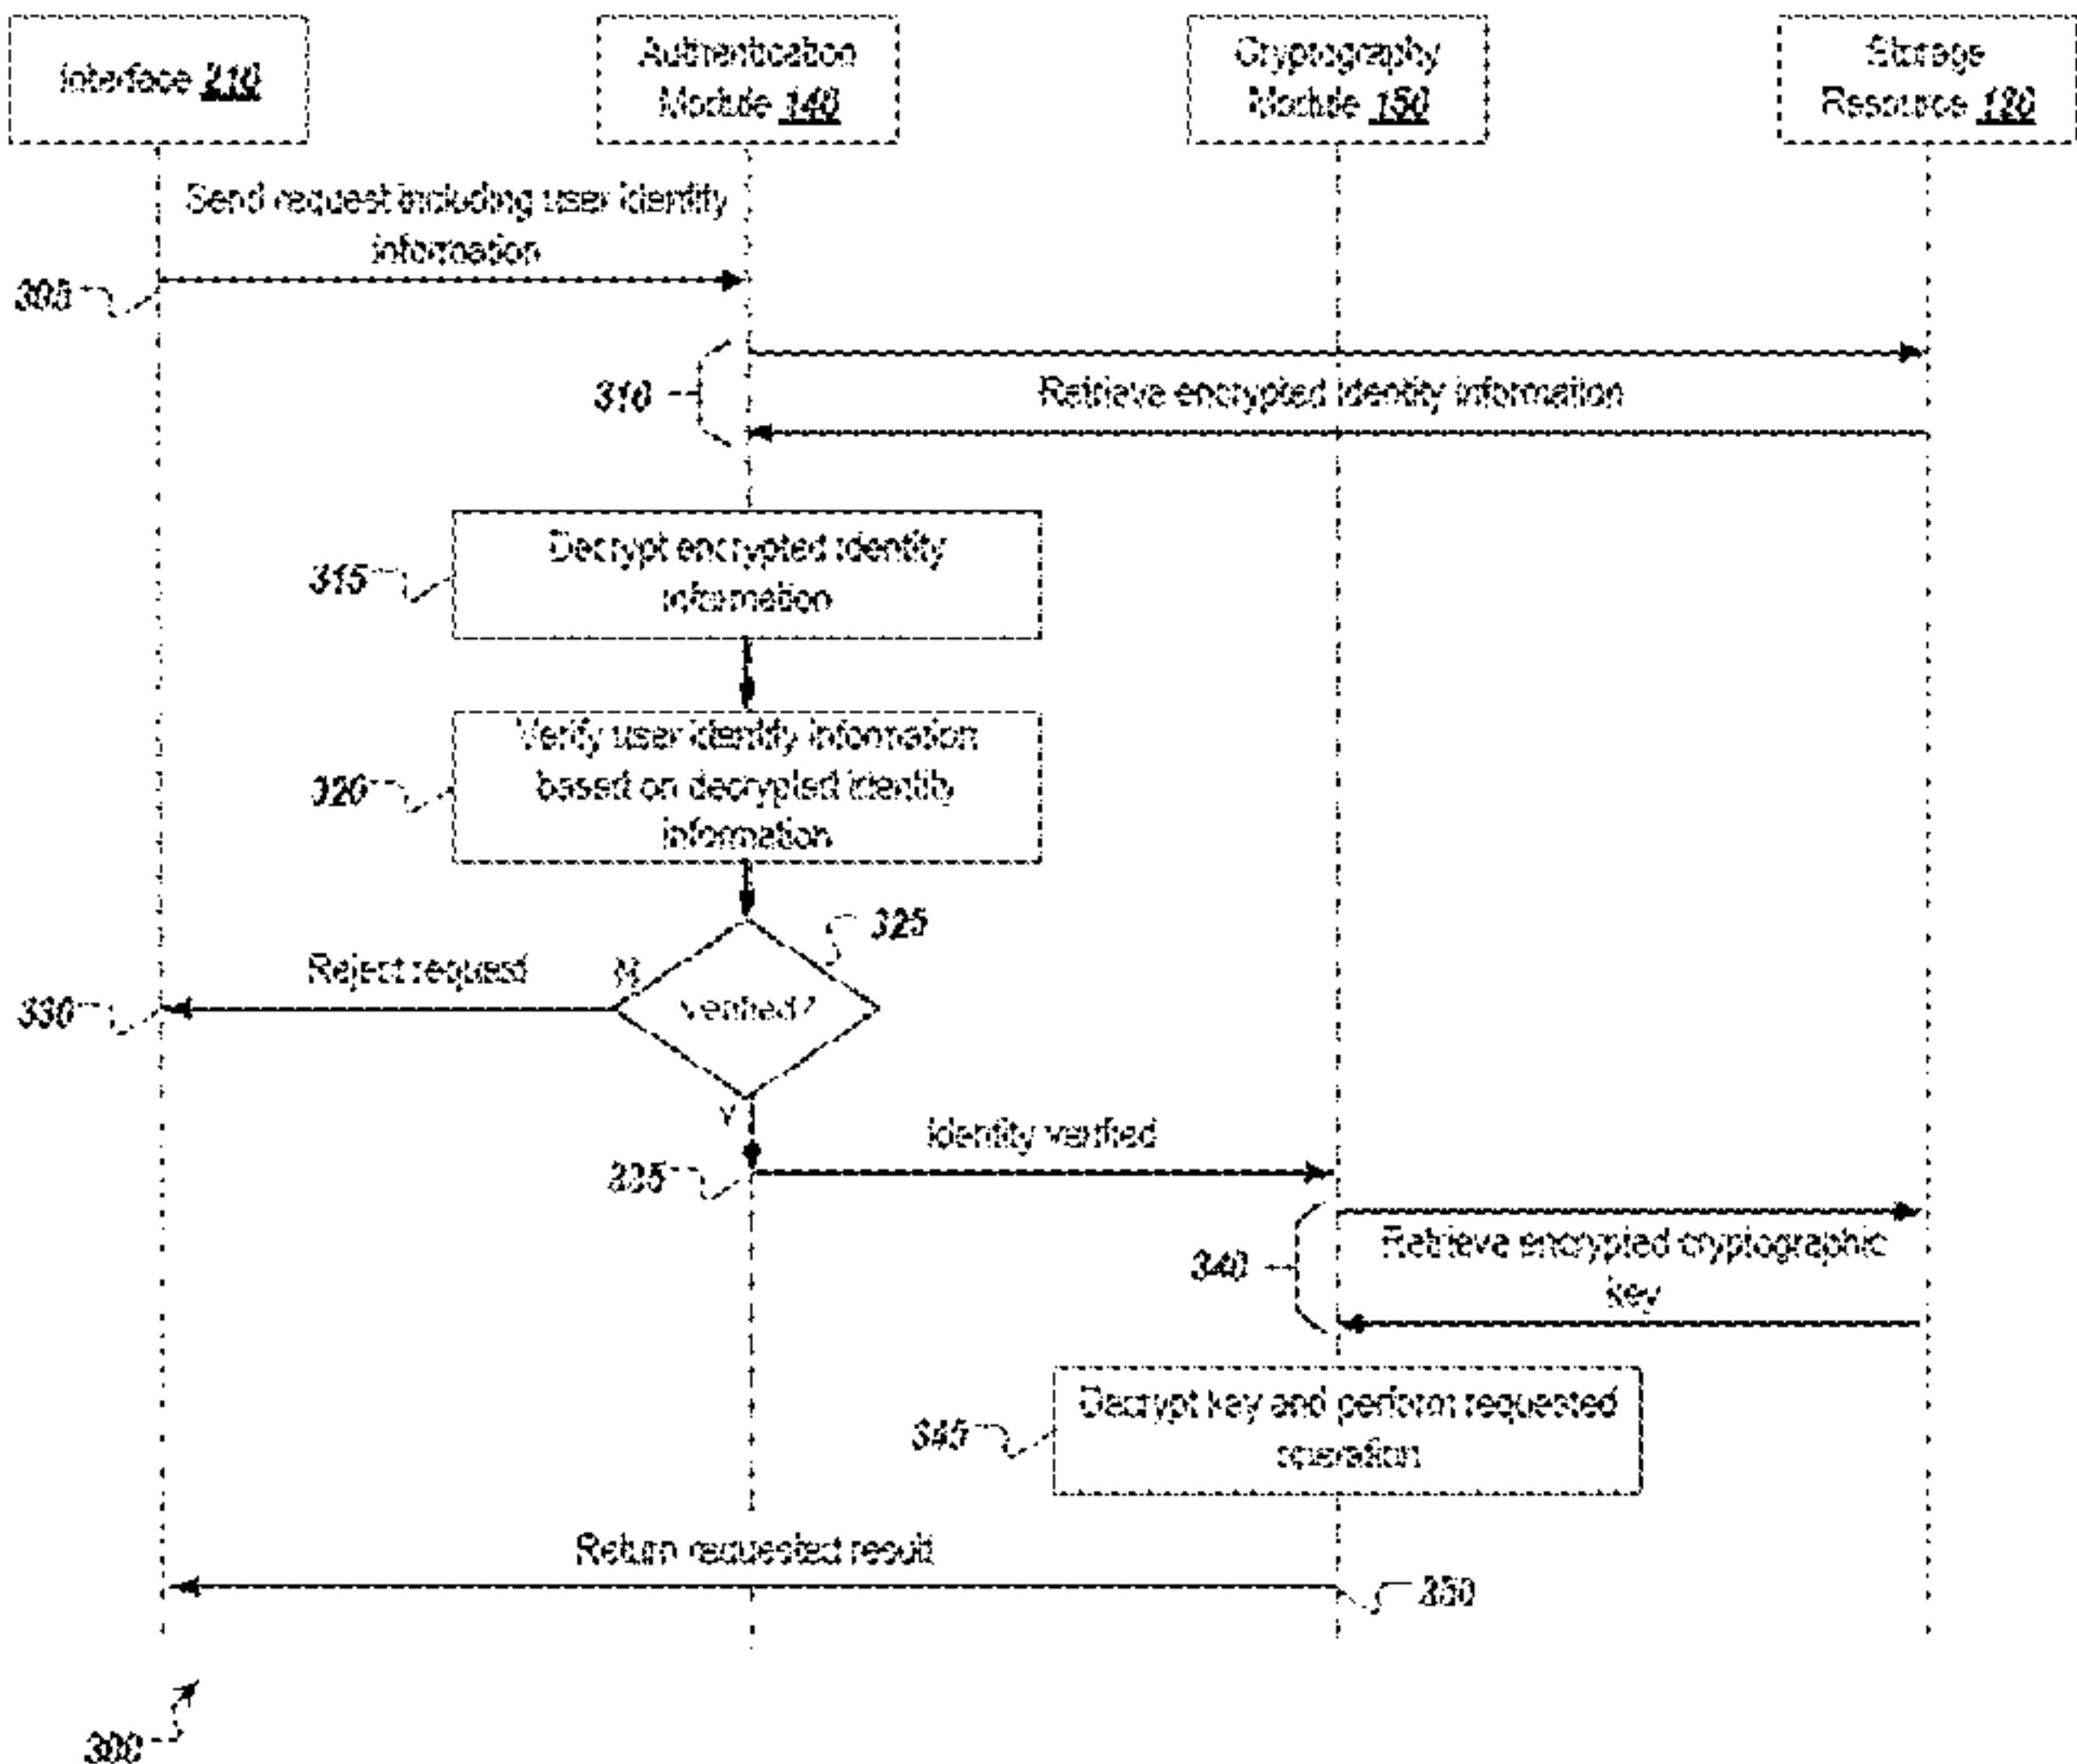 Interface 210
Authentication
Module 140
Cryptography
Module 150
Storage
Resource 120
Send request including user identity
information
305
310
Retrieve encrypted identity information
Decrypt encrypted identity
information
315
Verify user identity information
based on decrypted identity
information
320
325
Reject request
N
Verified?
330
Y
Identity verified
335
Retrieve encrypted cryptographic
key
340
Decrypt key and perform requested
operation
345
Return requested result
350
300